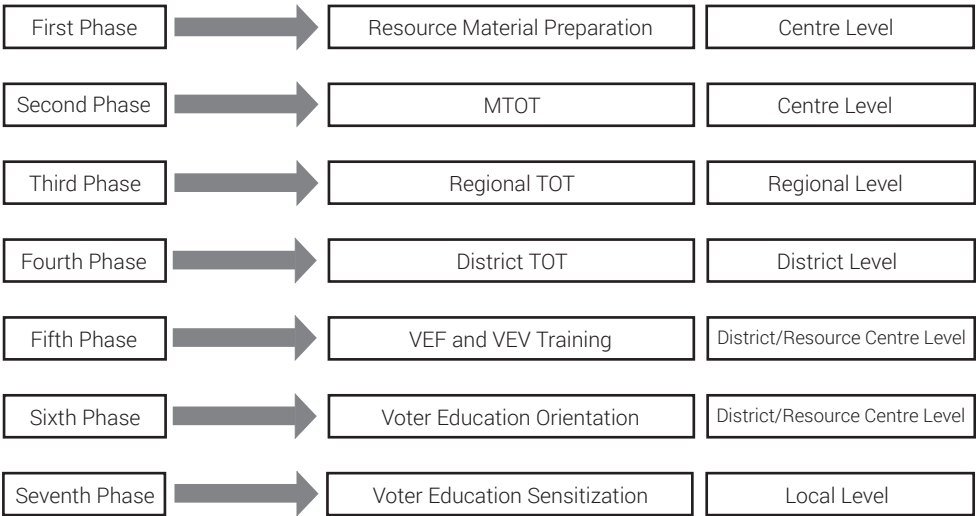 First Phase Resource Material Preparation Centre Level
Second Phase MTOT Centre Level
Third Phase Regional TOT Regional Level
Fourth Phase District TOT District Level
Fifth Phase VEF and VEV Training District/Resource Centre Level
Sixth Phase Voter Education Orientation District/Resource Centre Level
Seventh Phase Voter Education Sensitization Local Level